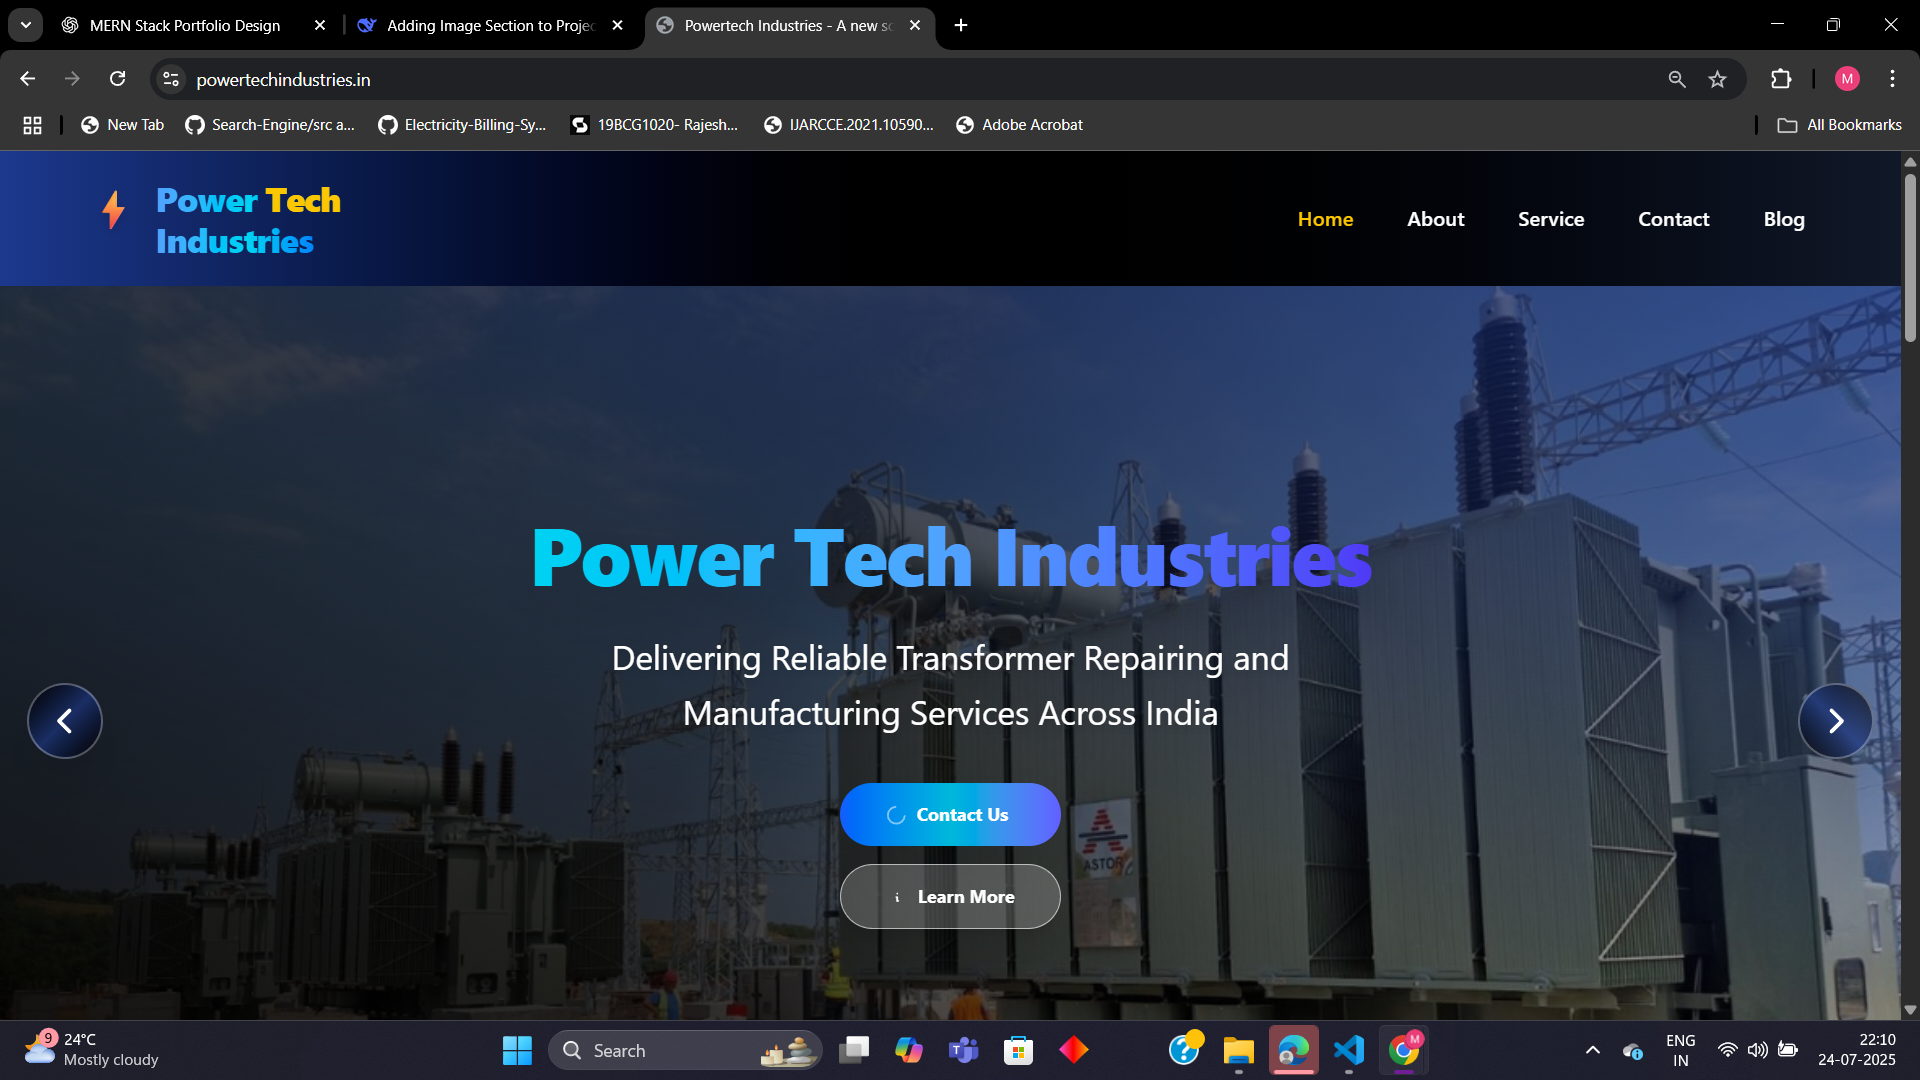 MERN Stack Portfolio Design
Adding Image Section to Projec
Powertech Industries - A new sc
powertechindustries.in
M
New Tab
Search-Engine/src a...
Electricity-Billing-Sy...
19BCG1020- Rajesh...
IJARCCE.2021.10590...
Adobe Acrobat
All Bookmarks
Power Tech
Industries
Home
About
Service
Contact
Blog
Power Tech Industries
Delivering Reliable Transformer Repairing and
Manufacturing Services Across India
Contact Us
ASTOR
i Learn More
9
24°C
Mostly cloudy
Search
M
ENG
IN
22:10
24-07-2025